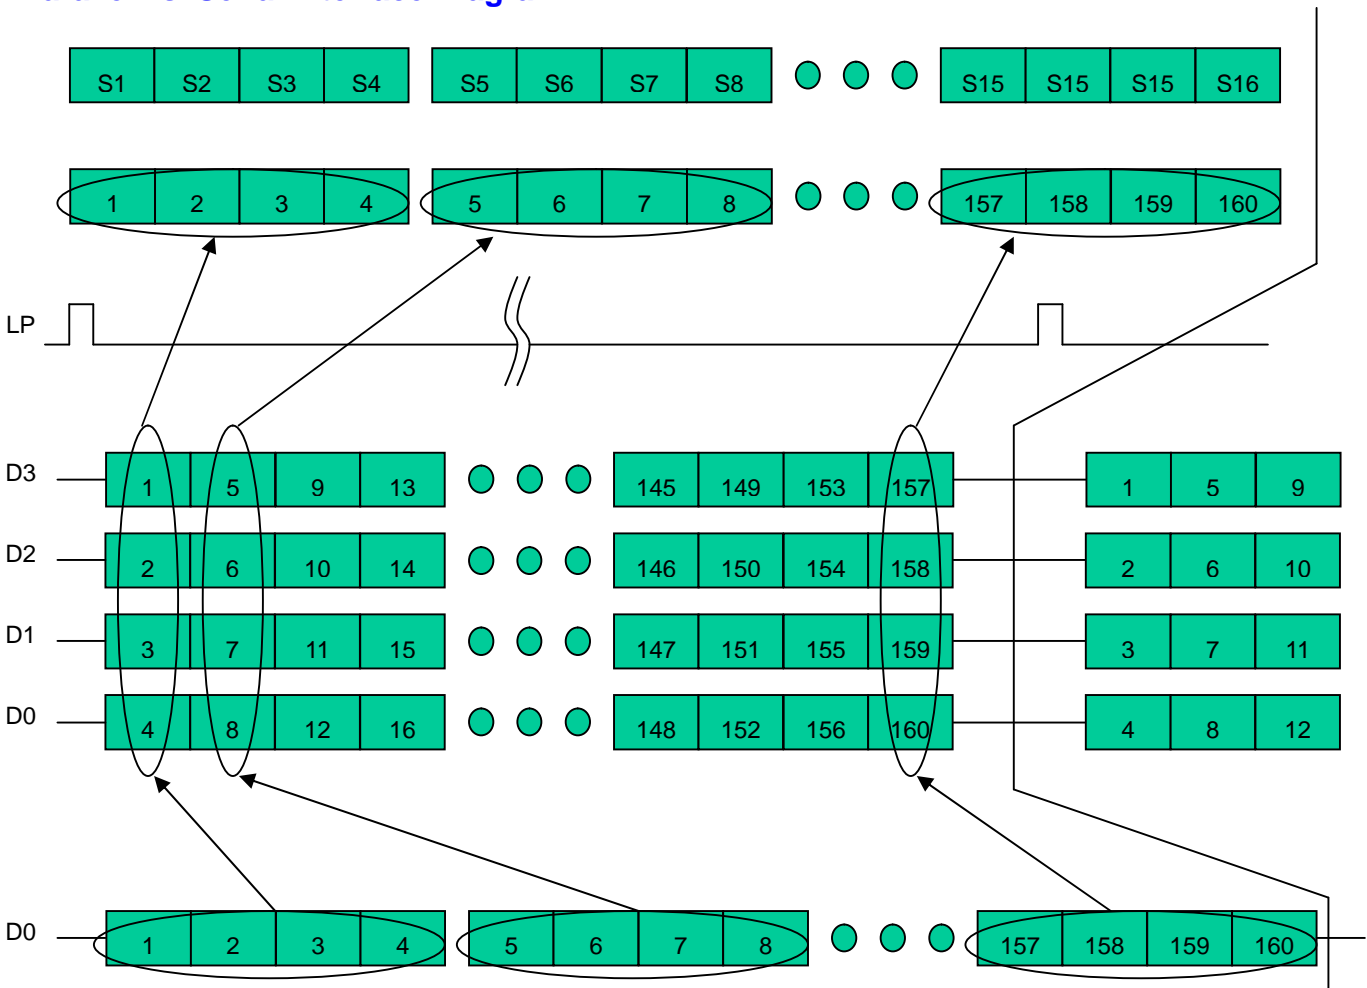 S1 S2 S3 S4 S5 S6 S7 S8 S15 S15 S15 S16
1 2 3 4 5 6 7 8 157 158 159 160
LP
D3 1 5 9 13 145 149 153 157 1 5 9
D2 2 6 10 14 146 150 154 158 2 6 10
D1 3 7 11 15 147 151 155 159 3 7 11
D0 4 8 12 16 148 152 156 160 4 8 12
D0 1 2 3 4 5 6 7 8 157 158 159 160